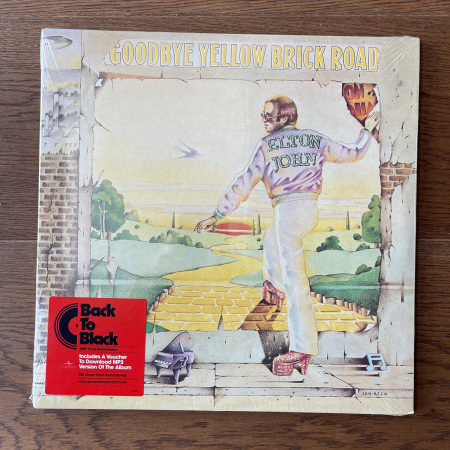 GOODBYE YELLOW BRICK ROAD
ELTON
JOHN
Back
To
Black
Includes A Voucher
To Download MP3
Version Of The Album